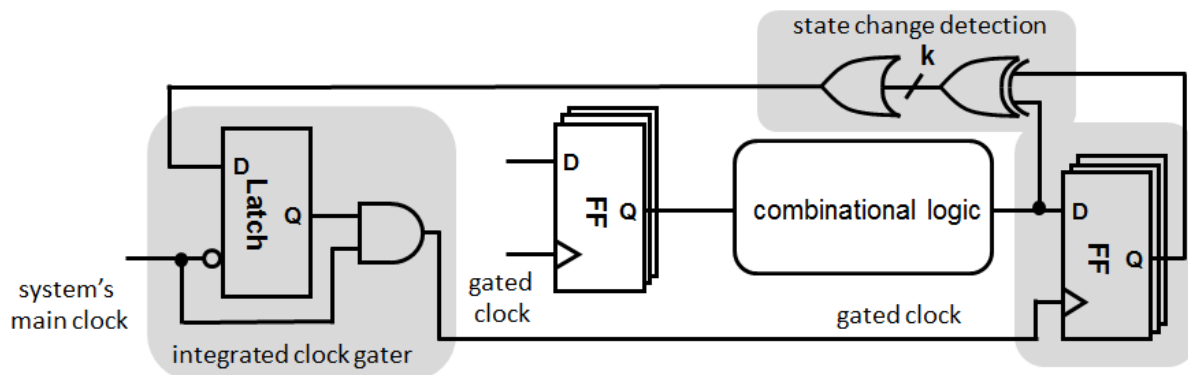 state change detection
k
D
Latch
Q
system's
main clock
integrated clock gater
D
FF
Q
gated
clock
combinational logic
gated clock
D
FF
Q